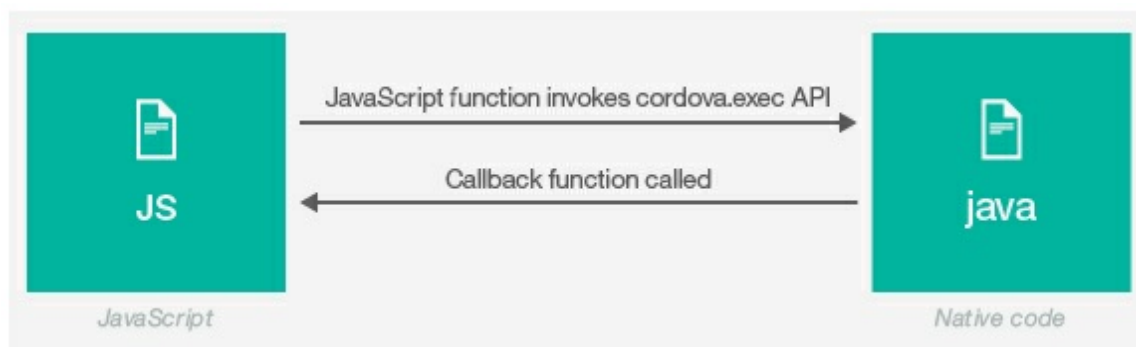 JavaScript function invokes cordova.exec API
Callback function called
JS
java
JavaScript
Native code